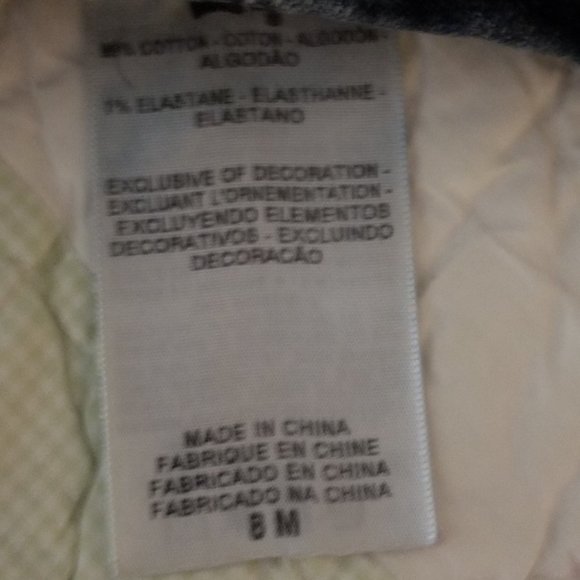 COTTON - COTON - ALGODÓN -
ALGODÃO
1% ELASTANE - ELASTHANNE -
ELASTANO
EXCLUSIVE OF DECORATION -
EXCLUANT L'ORNEMENTATION -
EXCLUYENDO ELEMENTOS
DECORATIVOS - EXCLUINDO
DECORAÇÃO
MADE IN CHINA
FABRIQUE EN CHINE
FABRICADO EN CHINA
FABRICADO NA CHINA
8 M